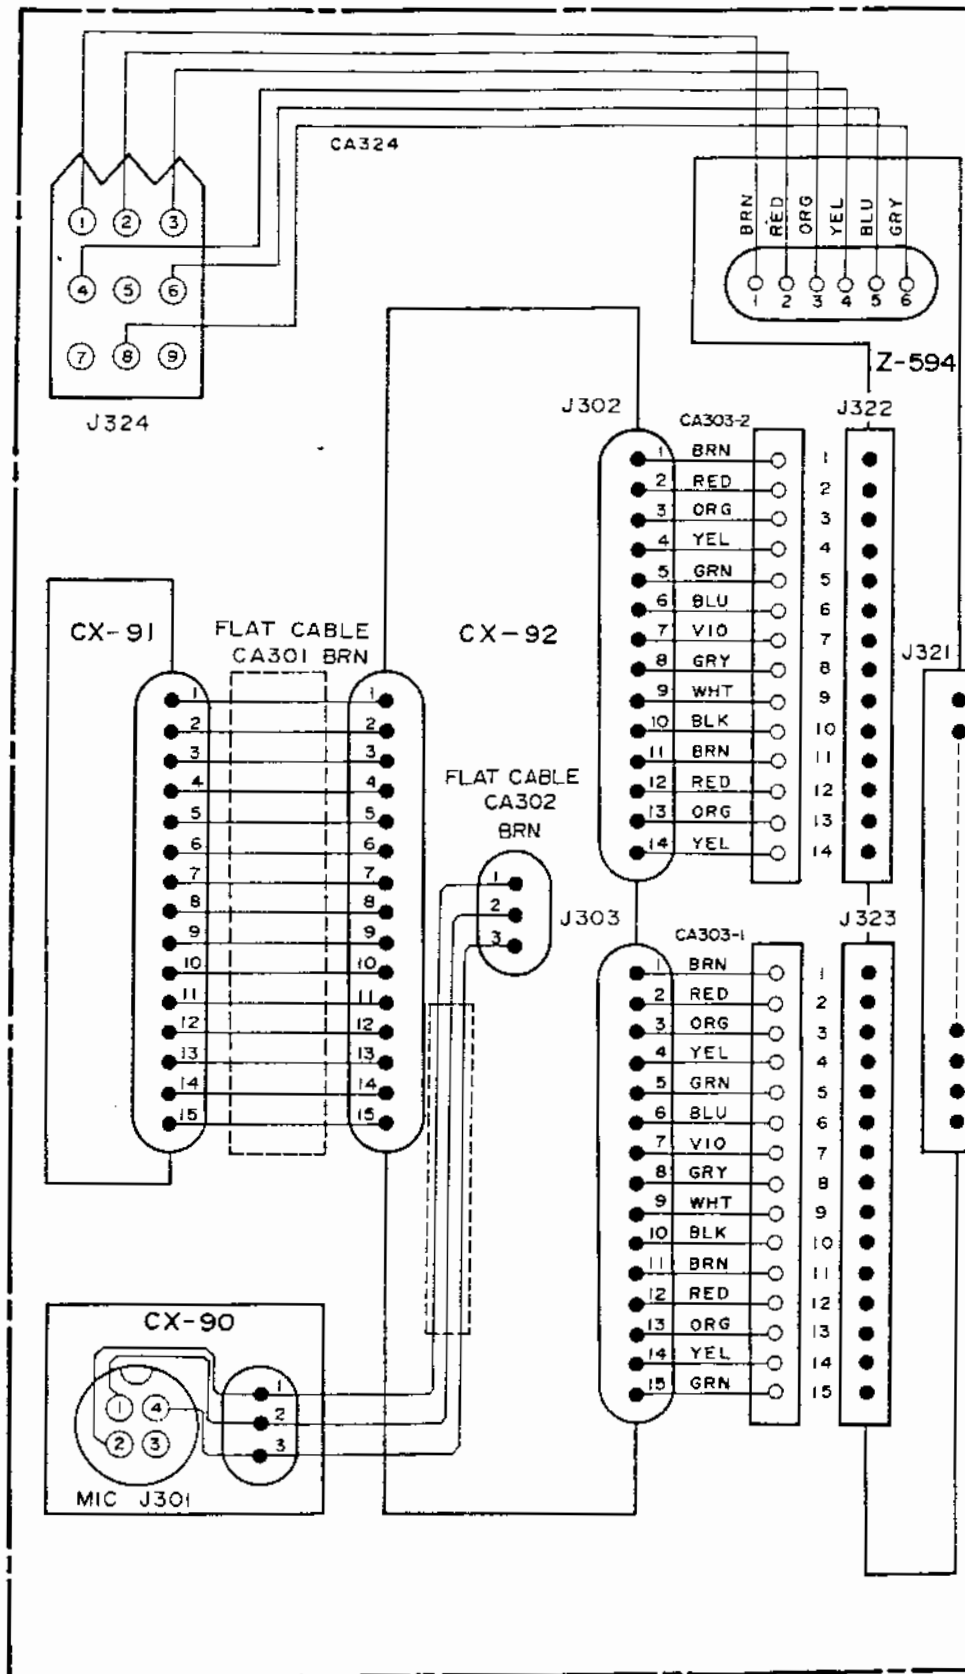 CA324
BRN RED ORG YEL BLU GRY
1 2 3
4 5 6
7 8 9
1 2 3 4 5 6
Z-594
J324
J302
CA303-2
J322
1 BRN 1
2 RED 2
3 ORG 3
4 YEL 4
5 GRN 5
6 BLU 6
7 VIO 7
8 GRY 8
9 WHT 9
10 BLK 10
11 BRN 11
12 RED 12
13 ORG 13
14 YEL 14
J321
CX-91
FLAT CABLE
CA301 BRN
CX-92
1 1
2 2
3 3
4 4
5 5
6 6
7 7
8 8
9 9
10 10
11 11
12 12
13 13
14 14
15 15
FLAT CABLE
CA302
BRN
1
2
3
J303
CA303-1
J323
1 BRN 1
2 RED 2
3 ORG 3
4 YEL 4
5 GRN 5
6 BLU 6
7 VIO 7
8 GRY 8
9 WHT 9
10 BLK 10
11 BRN 11
12 RED 12
13 ORG 13
14 YEL 14
15 GRN 15
CX-90
1 4
2 3
1
2
3
MIC J301